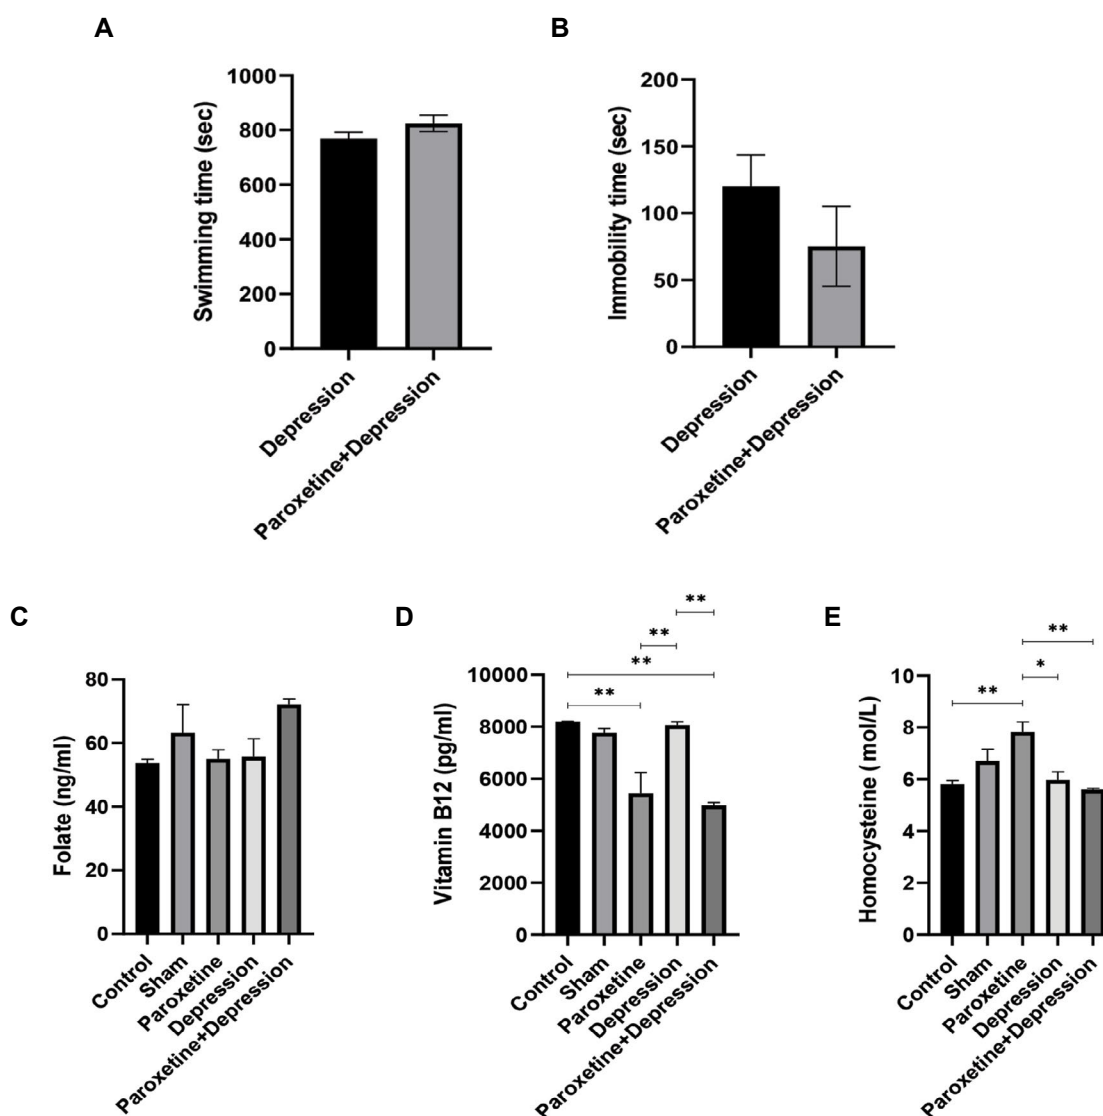 A
B
Swimming time (sec)
1000
800
600
400
200
0
Depression
Paroxetine+Depression
Immobility time (sec)
200
150
100
50
0
Depression
Paroxetine+Depression
C
D
E
Folate (ng/ml)
80
60
40
20
0
Control
Sham
Paroxetine
Depression
Paroxetine+Depression
Vitamin B12 (pg/ml)
10000
8000
6000
4000
2000
0
**
**
**
**
Control
Sham
Paroxetine
Depression
Paroxetine+Depression
Homocysteine (mol/L)
10
8
6
4
2
0
**
*
**
Control
Sham
Paroxetine
Depression
Paroxetine+Depression